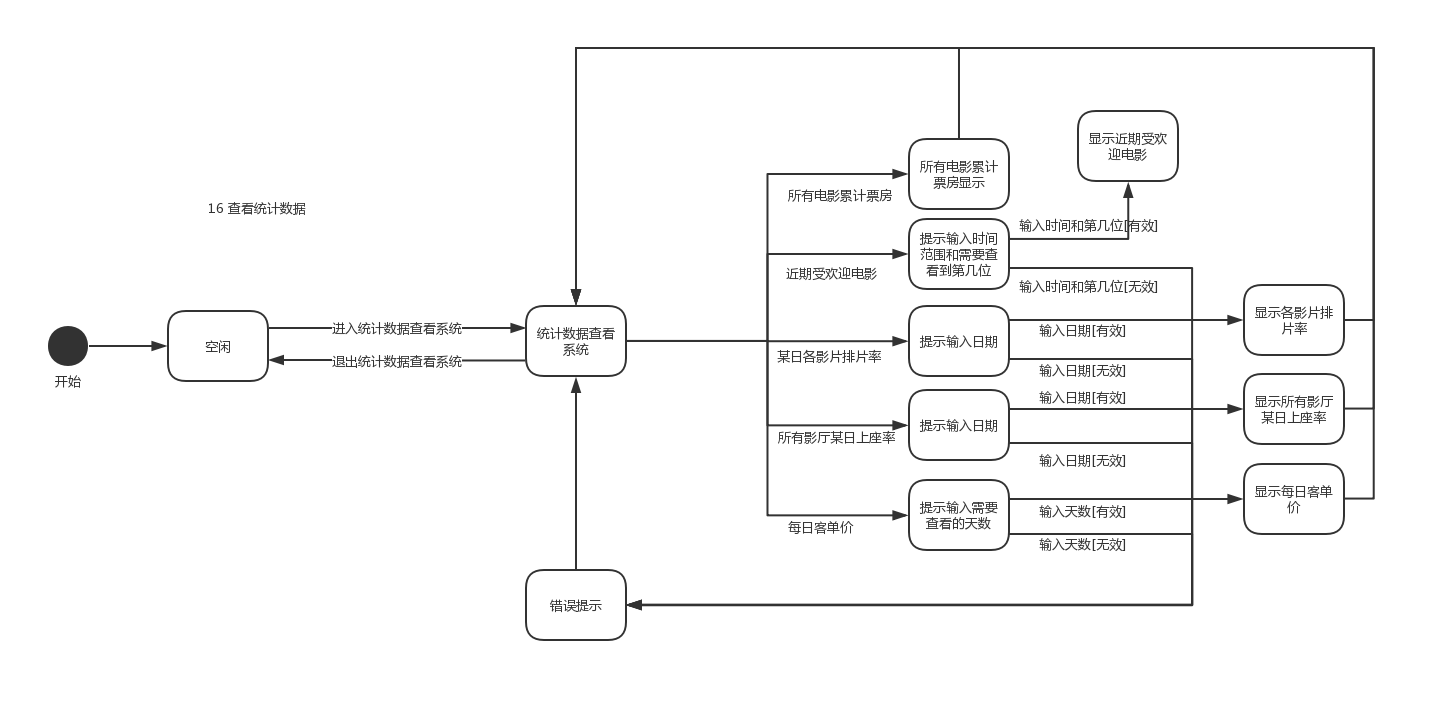 16 查看统计数据
开始
空闲
进入统计数据查看系统
退出统计数据查看系统
统计数据查看
系统
错误提示
所有电影累计票房
近期受欢迎电影
某日各影片排片率
所有影厅某日上座率
每日客单价
所有电影累计
票房显示
提示输入时间
范围和需要查
看到第几位
提示输入日期
提示输入日期
提示输入需要
查看的天数
输入时间和第几位[有效]
输入时间和第几位[无效]
输入日期[有效]
输入日期[无效]
输入日期[有效]
输入日期[无效]
输入天数[有效]
输入天数[无效]
显示近期受欢
迎电影
显示各影片排
片率
显示所有影厅
某日上座率
显示每日客单
价